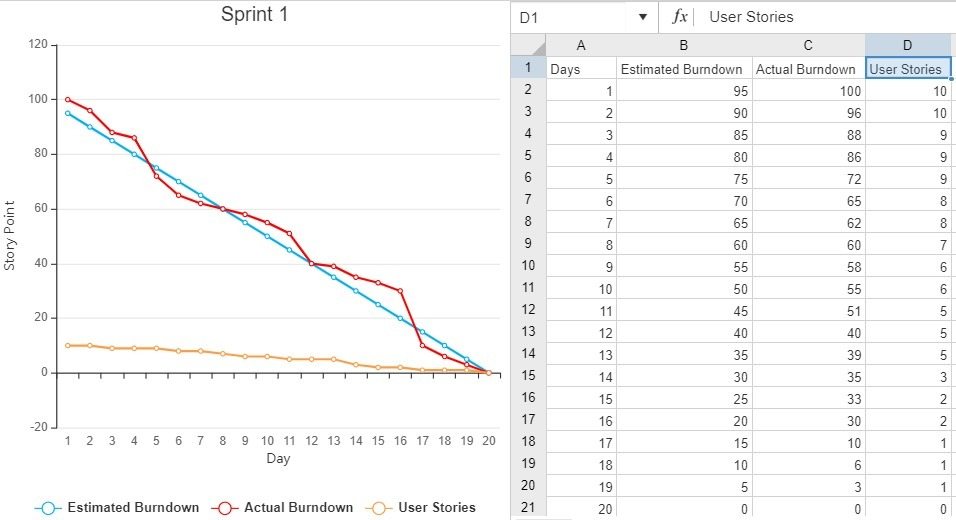 Sprint 1
120
100
80
60
40
20
0
-20
Story Point
1 2 3 4 5 6 7 8 9 10 11 12 13 14 15 16 17 18 19 20
Day
Estimated Burndown Actual Burndown User Stories
D1 fx User Stories
A B C D
1 Days Estimated Burndown Actual Burndown User Stories
2 1 95 100 10
3 2 90 96 10
4 3 85 88 9
5 4 80 86 9
6 5 75 72 9
7 6 70 65 8
8 7 65 62 8
9 8 60 60 7
10 9 55 58 6
11 10 50 55 6
12 11 45 51 5
13 12 40 40 5
14 13 35 39 5
15 14 30 35 3
16 15 25 33 2
17 16 20 30 2
18 17 15 10 1
19 18 10 6 1
20 19 5 3 1
21 20 0 0 0